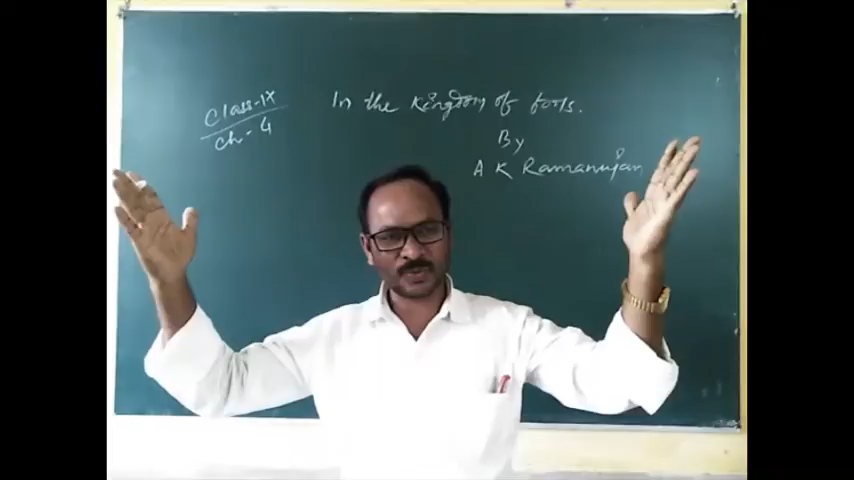 Class-IX
Ch-4
In the Kingdom of fools.
By
A K Ramanujan